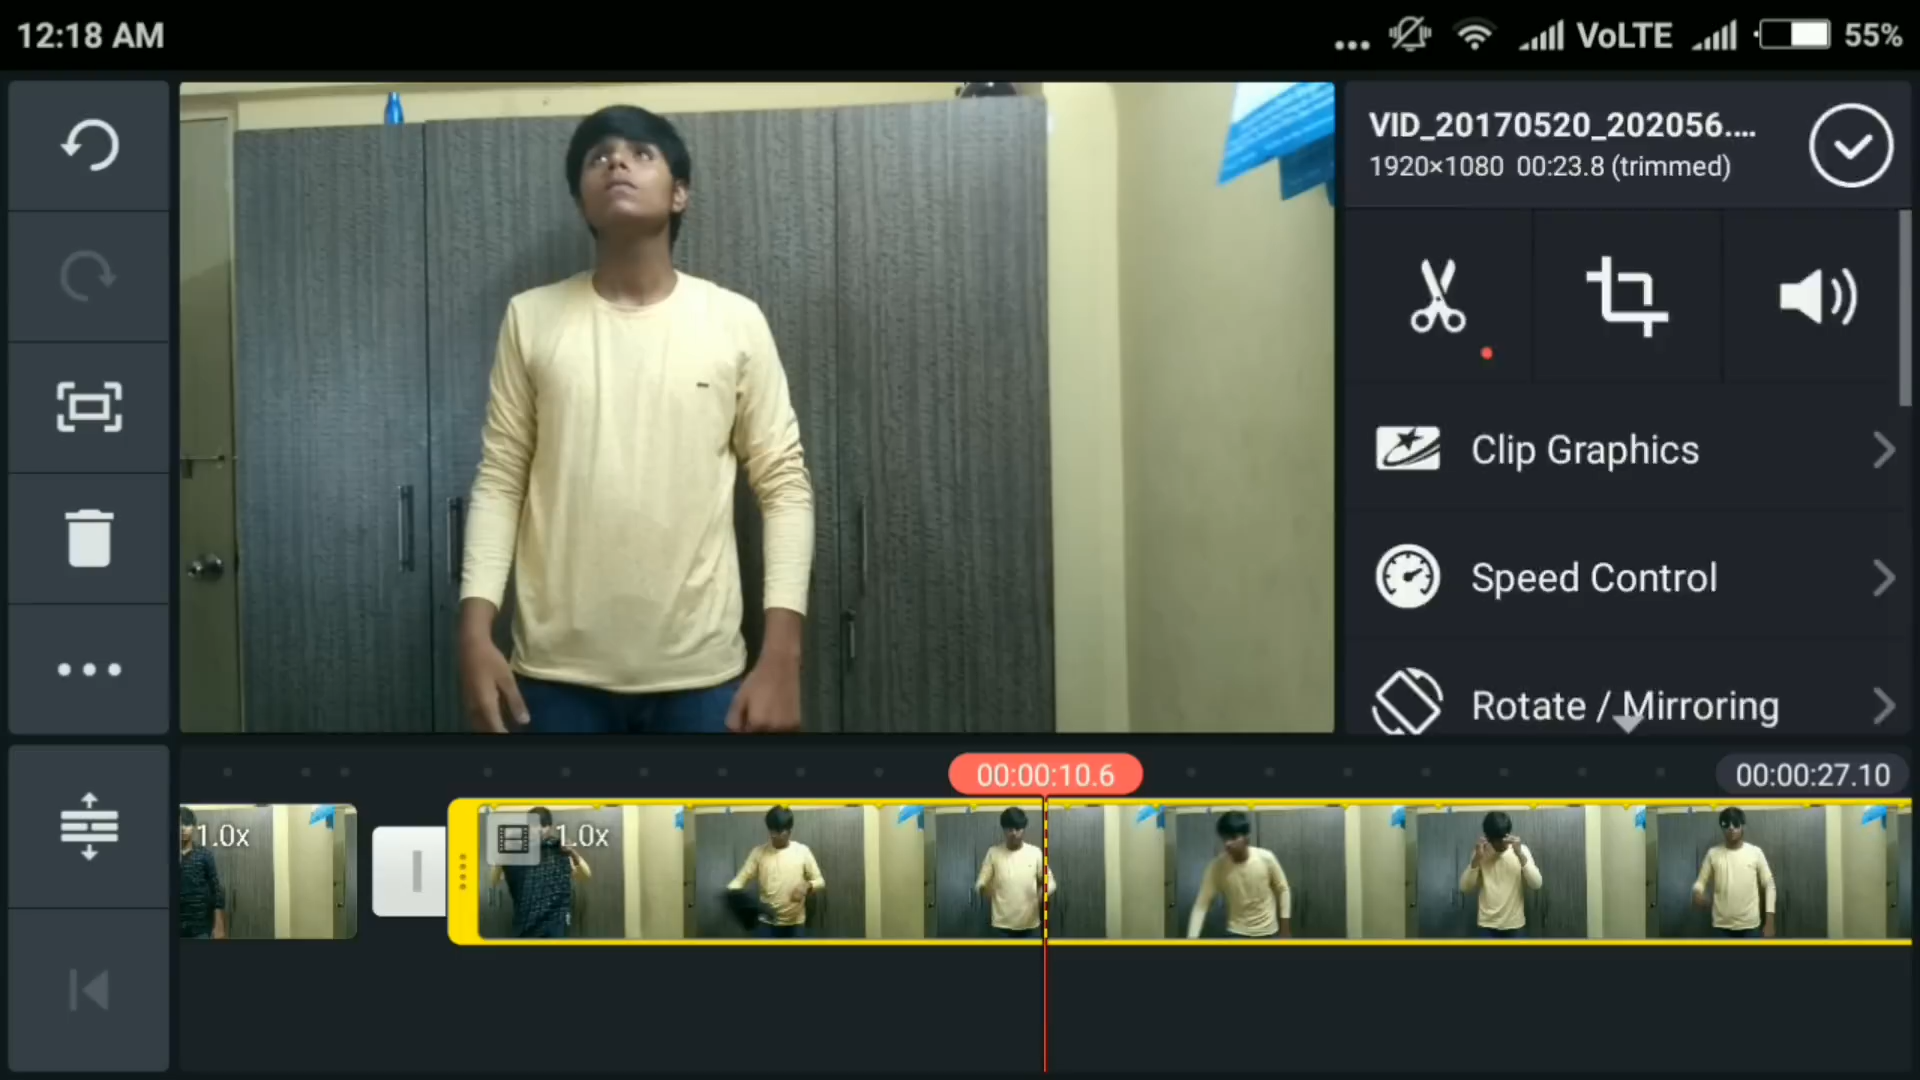 12:18 AM
VoLTE
55%
VID_20170520_202056....
1920×1080 00:23.8 (trimmed)
Clip Graphics
Speed Control
Rotate / Mirroring
00:00:10.6
00:00:27.10
1.0x
1.0x